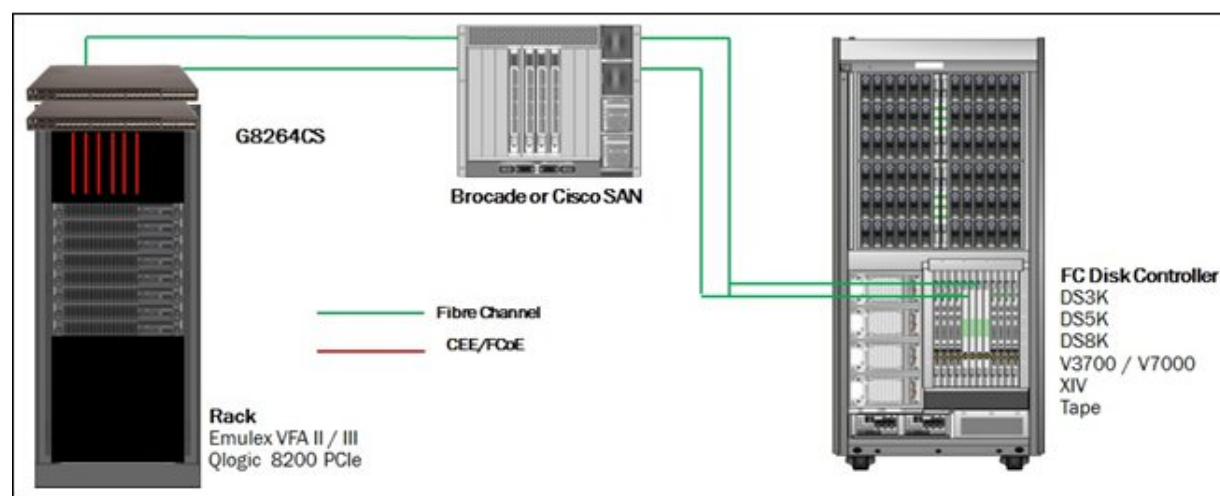 G8264CS
Brocade or Cisco SAN
Fibre Channel
CEE/FCoE
Rack
Emulex VFA II / III
Qlogic 8200 PCIe
FC Disk Controller
DS3K
DS5K
DS8K
V3700 / V7000
XIV
Tape